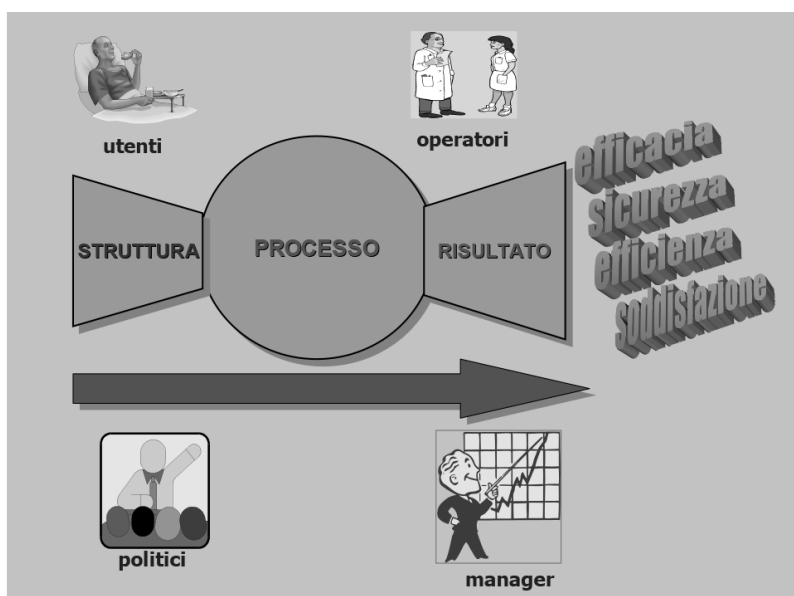 utenti
operatori
STRUTTURA
PROCESSO
RISULTATO
efficacia
sicurezza
efficienza
soddisfazione
politici
manager